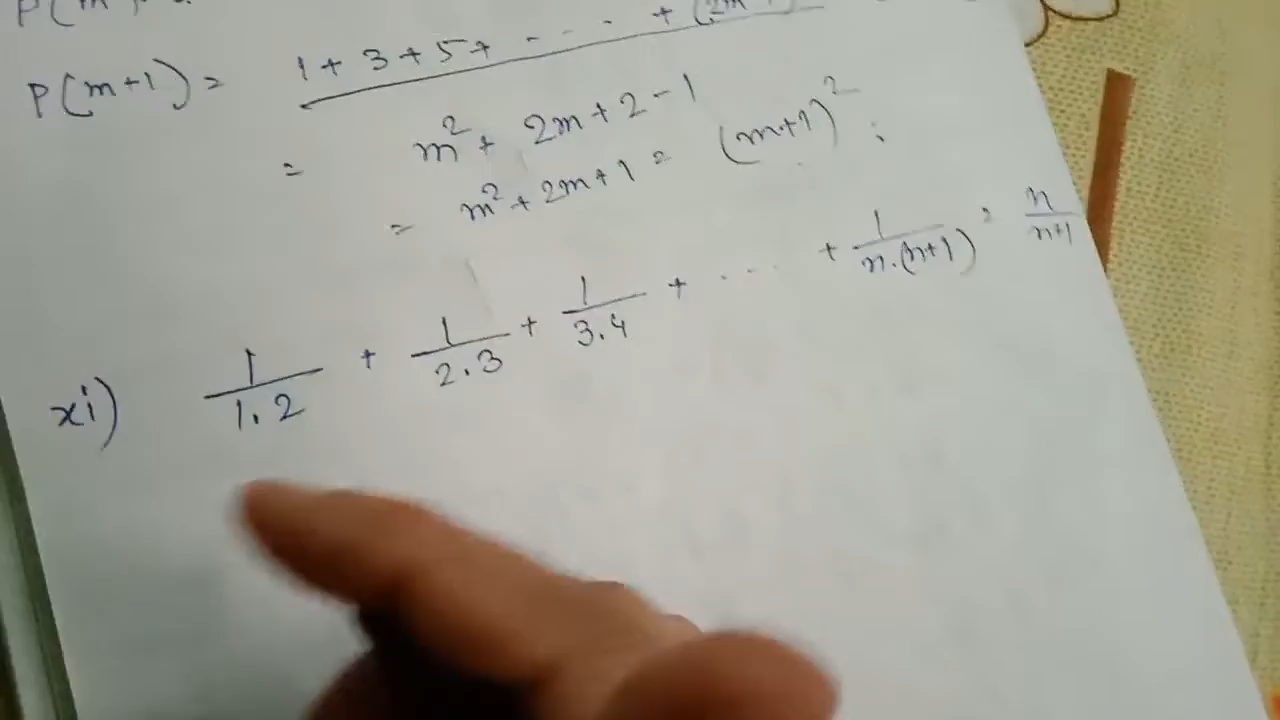 P(m
P(m+1) = 1 + 3 + 5 + - - - - + (2m
= m² + 2m + 2 - 1
= m² + 2m + 1 = (m+1)² :
xi) 1/1.2 + 1/2.3 + 1/3.4 + .... + 1/n.(n+1) = n/n+1